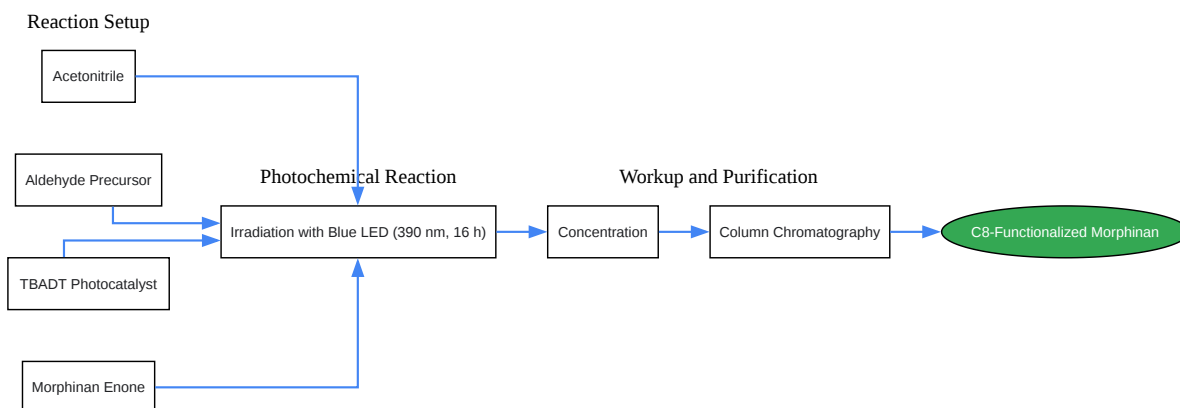 Reaction Setup
Acetonitrile
Aldehyde Precursor
TBADT Photocatalyst
Morphinan Enone
Photochemical Reaction
Irradiation with Blue LED (390 nm, 16 h)
Workup and Purification
Concentration
Column Chromatography
C8-Functionalized Morphinan